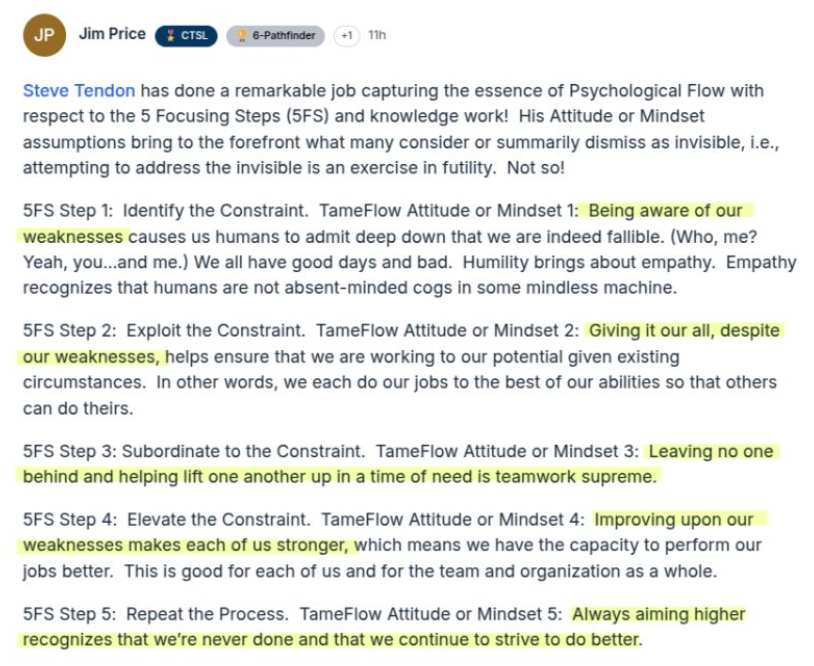 JP Jim Price CTSL 6-Pathfinder +1 11h
Steve Tendon has done a remarkable job capturing the essence of Psychological Flow with
respect to the 5 Focusing Steps (5FS) and knowledge work!  His Attitude or Mindset
assumptions bring to the forefront what many consider or summarily dismiss as invisible, i.e.,
attempting to address the invisible is an exercise in futility.  Not so!
5FS Step 1:  Identify the Constraint.  TameFlow Attitude or Mindset 1:  Being aware of our
weaknesses causes us humans to admit deep down that we are indeed fallible. (Who, me?
Yeah, you...and me.) We all have good days and bad.  Humility brings about empathy.  Empathy
recognizes that humans are not absent-minded cogs in some mindless machine.
5FS Step 2:  Exploit the Constraint.  TameFlow Attitude or Mindset 2:  Giving it our all, despite
our weaknesses, helps ensure that we are working to our potential given existing
circumstances.  In other words, we each do our jobs to the best of our abilities so that others
can do theirs.
5FS Step 3: Subordinate to the Constraint.  TameFlow Attitude or Mindset 3:  Leaving no one
behind and helping lift one another up in a time of need is teamwork supreme.
5FS Step 4:  Elevate the Constraint.  TameFlow Attitude or Mindset 4:  Improving upon our
weaknesses makes each of us stronger, which means we have the capacity to perform our
jobs better.  This is good for each of us and for the team and organization as a whole.
5FS Step 5:  Repeat the Process.  TameFlow Attitude or Mindset 5:  Always aiming higher
recognizes that we're never done and that we continue to strive to do better.